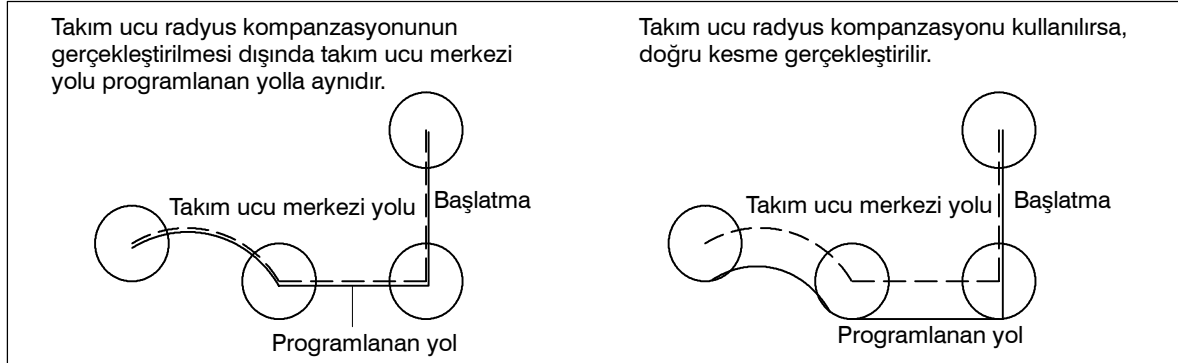 Takım ucu radyus kompanzasyonunun
gerçekleştirilmesi dışında takım ucu merkezi
yolu programlanan yolla aynıdır.
Takım ucu merkezi yolu
Başlatma
Programlanan yol
Takım ucu radyus kompanzasyonu kullanılırsa,
doğru kesme gerçekleştirilir.
Takım ucu merkezi yolu
Başlatma
Programlanan yol